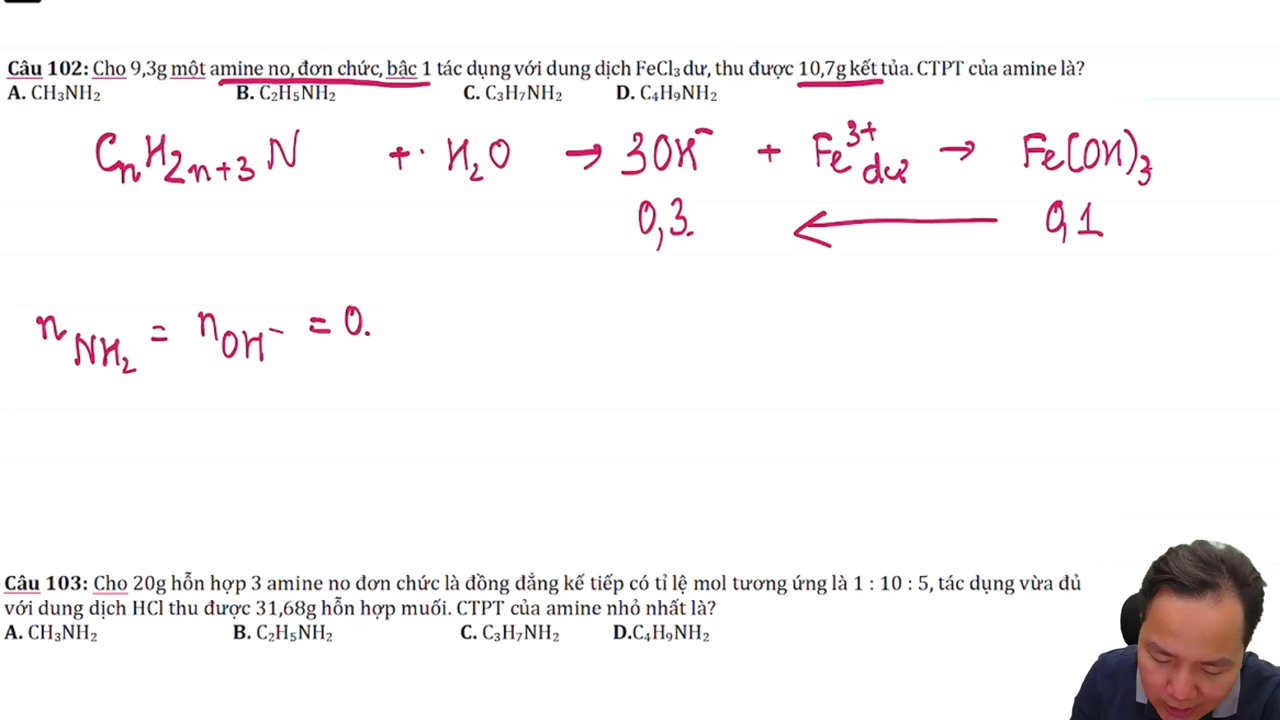 Câu 102: Cho 9,3g một amine no, đơn chức, bậc 1 tác dụng với dung dịch FeCl₃ dư, thu được 10,7g kết tủa. CTPT của amine là?
A. CH₃NH₂ B. C₂H₅NH₂ C. C₃H₇NH₂ D. C₄H₉NH₂
CₙH₂ₙ₊₃N + H₂O → 3OH⁻ + Fe³⁺ dư → Fe(OH)₃
0,3 ← 0,1
n NH₂ = n OH⁻ = 0.
Câu 103: Cho 20g hỗn hợp 3 amine no đơn chức là đồng đẳng kế tiếp có tỉ lệ mol tương ứng là 1 : 10 : 5, tác dụng vừa đủ
với dung dịch HCl thu được 31,68g hỗn hợp muối. CTPT của amine nhỏ nhất là?
A. CH₃NH₂ B. C₂H₅NH₂ C. C₃H₇NH₂ D.C₄H₉NH₂